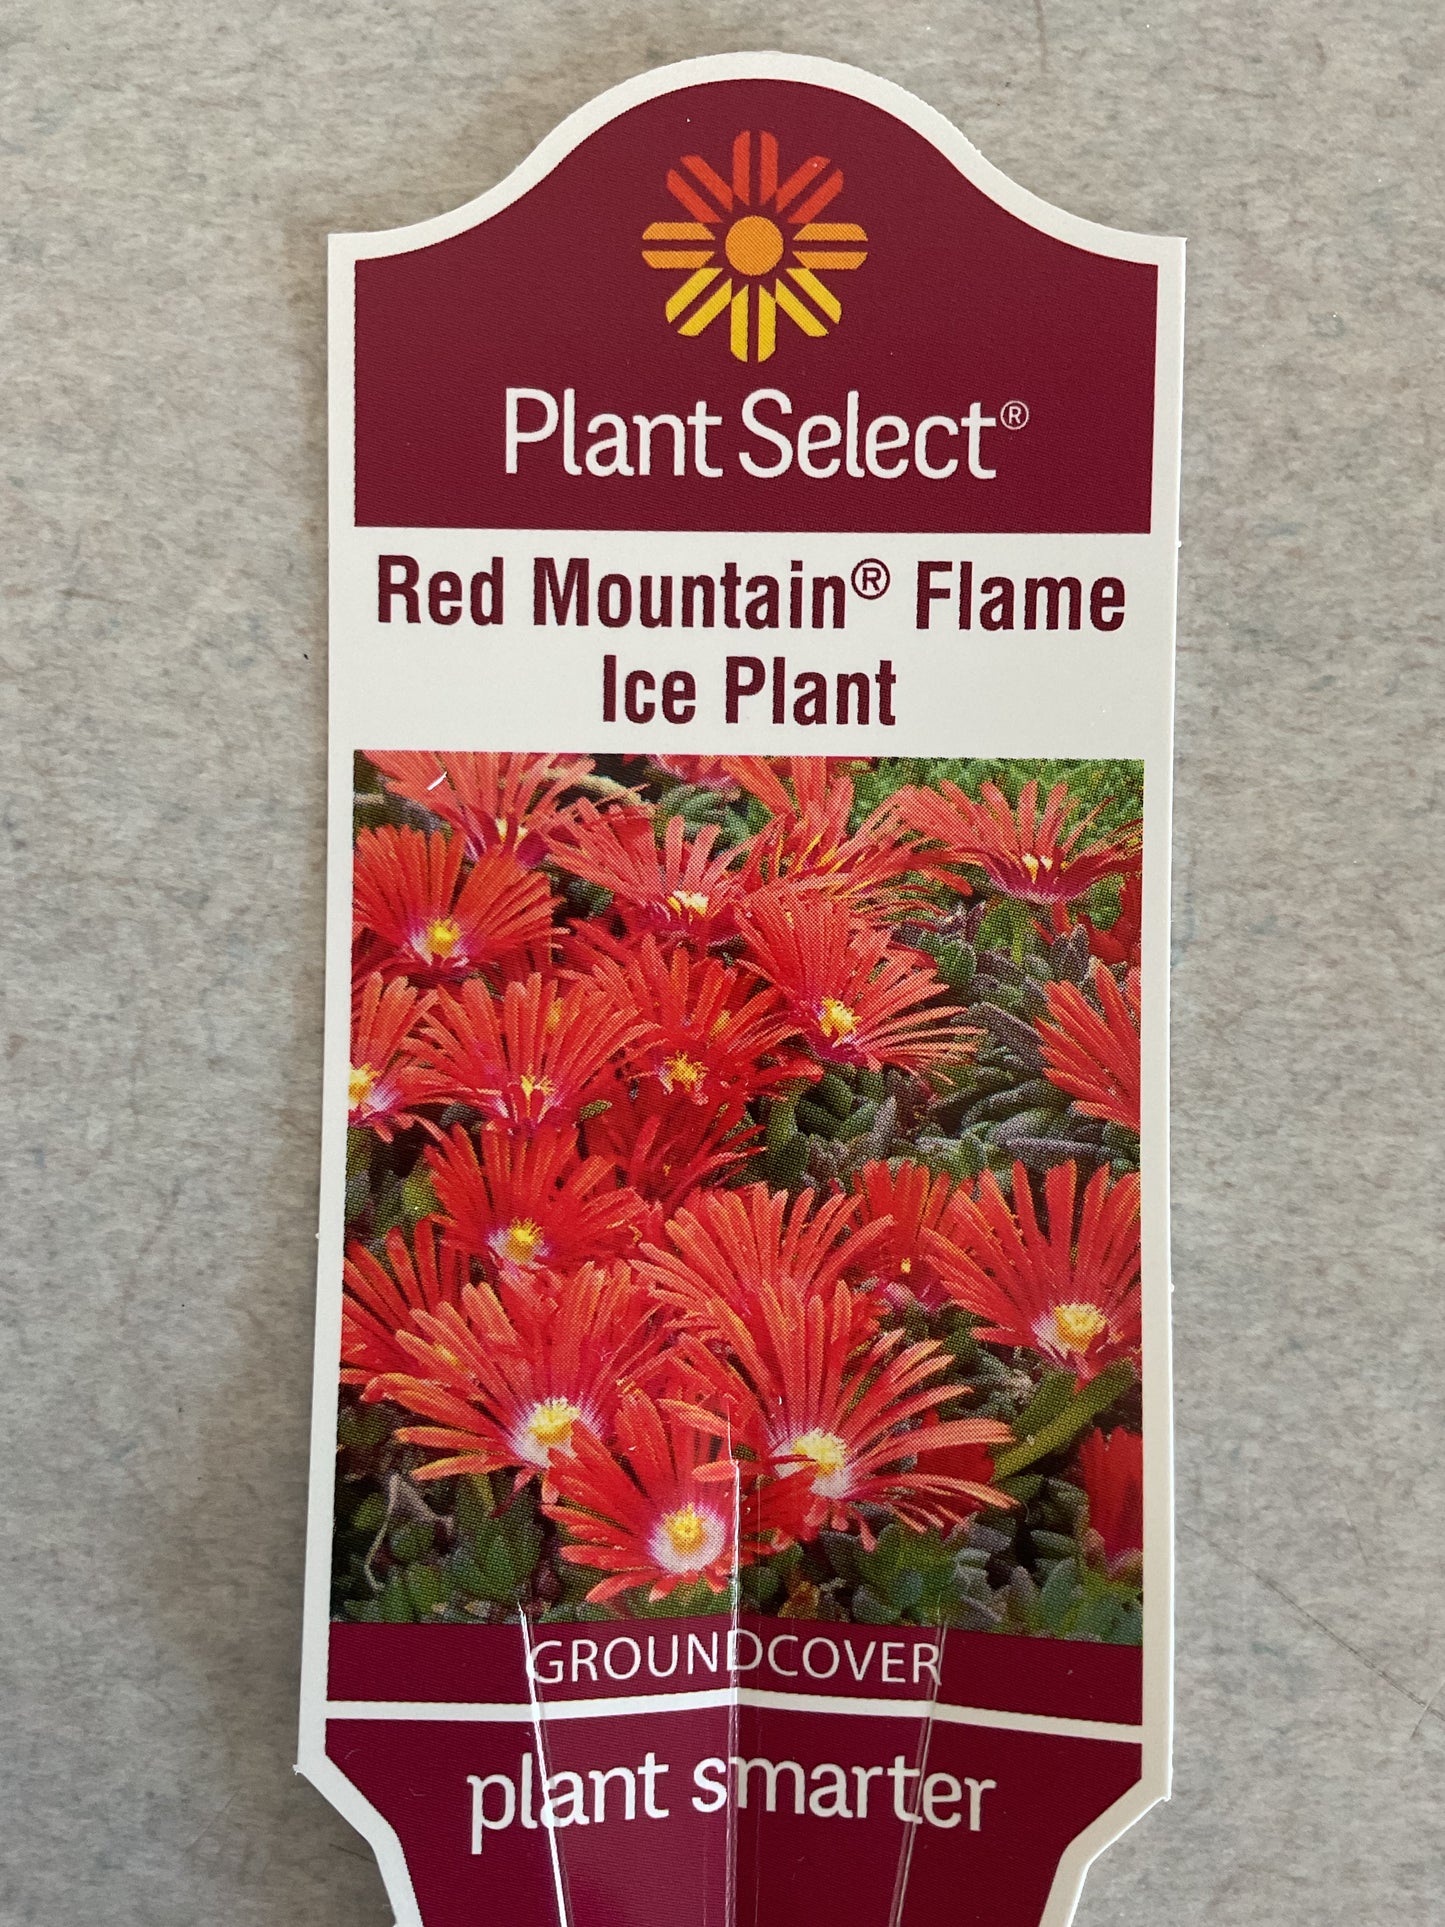 Plant Select®
Red Mountain® Flame
Ice Plant
GROUNDCOVER
plant smarter